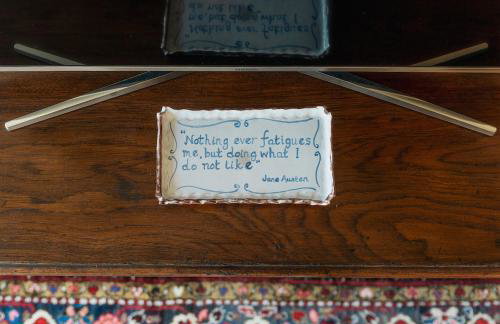 "Nothing ever fatigues
me, but doing what I
do not like"
Jane Austen